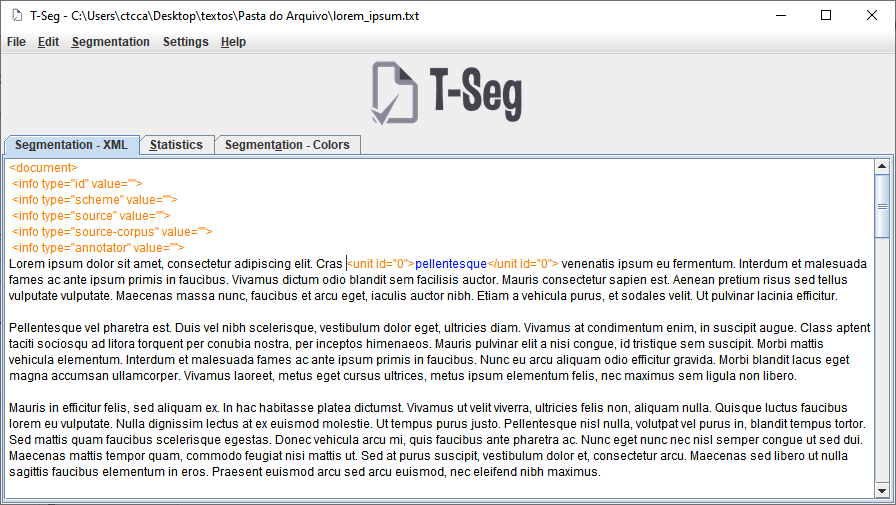 T-Seg - C:\Users\ctcca\Desktop\textos\Pasta do Arquivo\lorem_ipsum.txt
File Edit Segmentation Settings Help
T-Seg
Segmentation - XML Statistics Segmentation - Colors
<document>
<info type="id" value="">
<info type="scheme" value="">
<info type="source" value="">
<info type="source-corpus" value="">
<info type="annotator" value="">
Lorem ipsum dolor sit amet, consectetur adipiscing elit. Cras <unit id="0">pellentesque</unit id="0"> venenatis ipsum eu fermentum. Interdum et malesuada
fames ac ante ipsum primis in faucibus. Vivamus dictum odio blandit sem facilisis auctor. Mauris consectetur sapien est. Aenean pretium risus sed tellus
vulputate vulputate. Maecenas massa nunc, faucibus et arcu eget, iaculis auctor nibh. Etiam a vehicula purus, et sodales velit. Ut pulvinar lacinia efficitur.
Pellentesque vel pharetra est. Duis vel nibh scelerisque, vestibulum dolor eget, ultricies diam. Vivamus at condimentum enim, in suscipit augue. Class aptent
taciti sociosqu ad litora torquent per conubia nostra, per inceptos himenaeos. Mauris pulvinar elit a nisi congue, id tristique sem suscipit. Morbi mattis
vehicula elementum. Interdum et malesuada fames ac ante ipsum primis in faucibus. Nunc eu arcu aliquam odio efficitur gravida. Morbi blandit lacus eget
magna accumsan ullamcorper. Vivamus laoreet, metus eget cursus ultrices, metus ipsum elementum felis, nec maximus sem ligula non libero.
Mauris in efficitur felis, sed aliquam ex. In hac habitasse platea dictumst. Vivamus ut velit viverra, ultricies felis non, aliquam nulla. Quisque luctus faucibus
lorem eu vulputate. Nulla dignissim lectus at ex euismod molestie. Ut tempus purus justo. Pellentesque nisl nulla, volutpat vel purus in, blandit tempus tortor.
Sed mattis quam faucibus scelerisque egestas. Donec vehicula arcu mi, quis faucibus ante pharetra ac. Nunc eget nunc nec nisl semper congue ut sed dui.
Maecenas mattis tempor quam, commodo feugiat nisi mattis ut. Sed at purus suscipit, vestibulum dolor et, consectetur arcu. Maecenas sed libero ut nulla
sagittis faucibus elementum in eros. Praesent euismod arcu sed arcu euismod, nec eleifend nibh maximus.